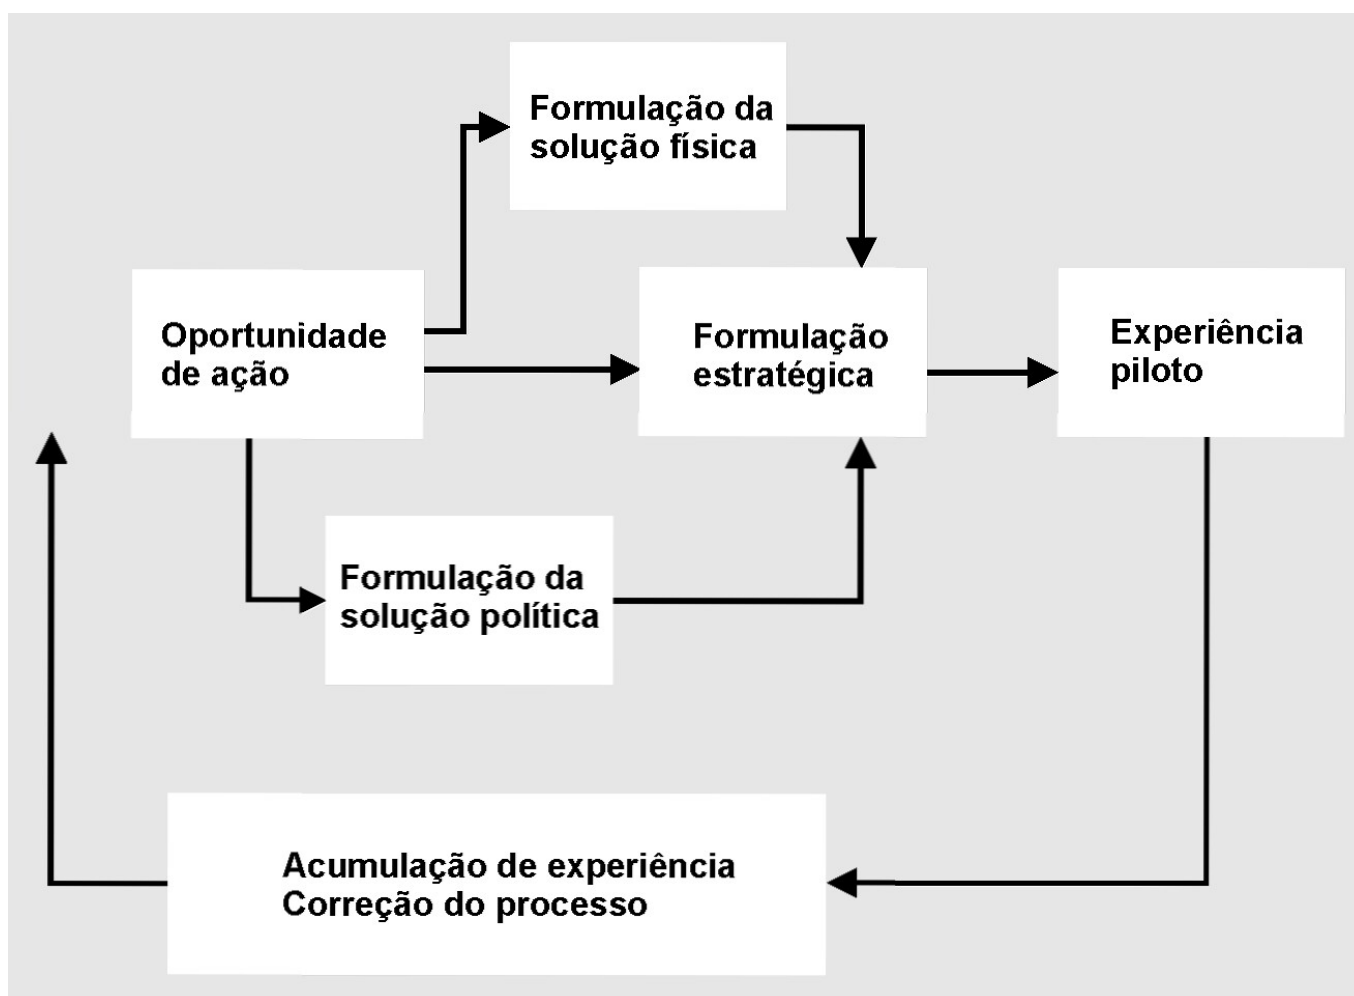 Formulação da
solução física
Oportunidade
de ação
Formulação
estratégica
Experiência
piloto
Formulação da
solução política
Acumulação de experiência
Correção do processo